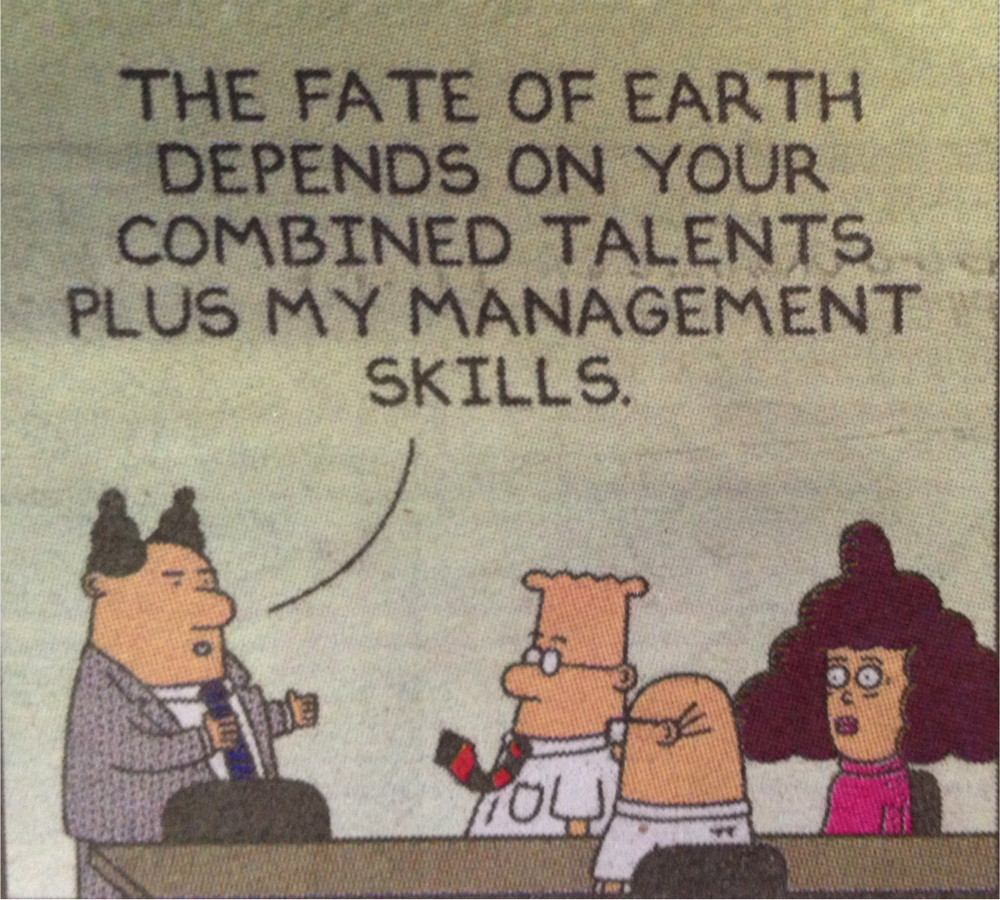 THE FATE OF EARTH
DEPENDS ON YOUR
COMBINED TALENTS
PLUS MY MANAGEMENT
SKILLS.